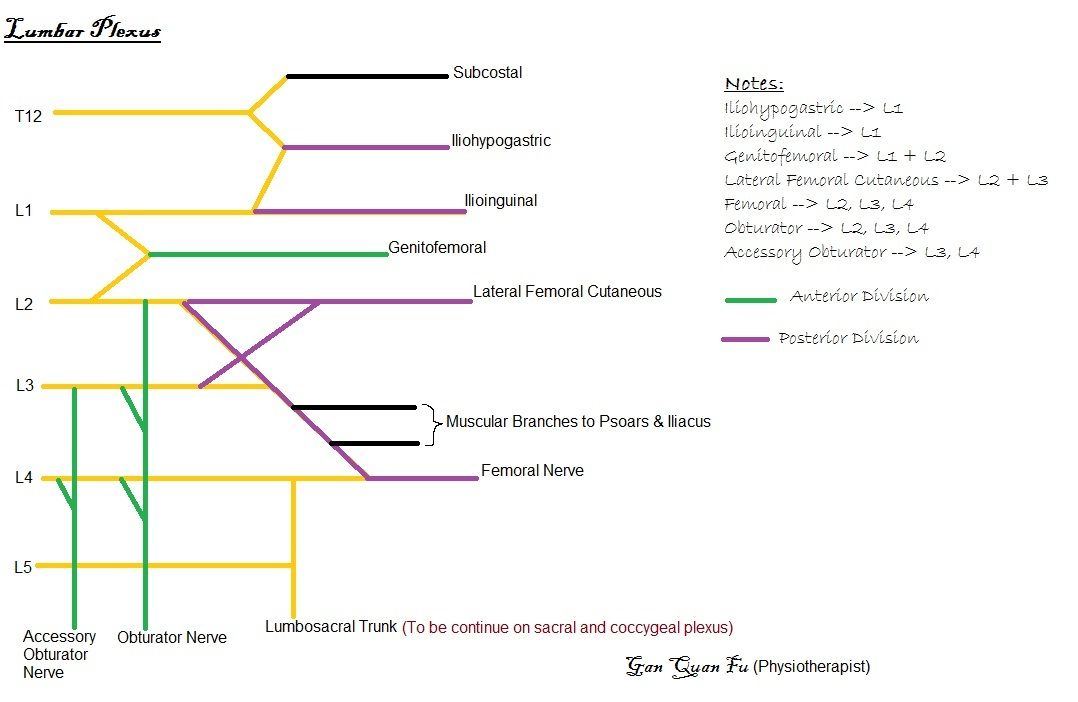 Lumbar Plexus
Subcostal
T12
Iliohypogastric
L1
Ilioinguinal
Genitofemoral
L2
Lateral Femoral Cutaneous
L3
Muscular Branches to Psoars & Iliacus
L4
Femoral Nerve
L5
Accessory
Obturator
Nerve
Obturator Nerve
Lumbosacral Trunk (To be continue on sacral and coccygeal plexus)
Gan Quan Fu (Physiotherapist)
Notes:
Iliohypogastric --> L1
Ilioinguinal --> L1
Genitofemoral --> L1 + L2
Lateral Femoral Cutaneous --> L2 + L3
Femoral --> L2, L3, L4
Obturator --> L2, L3, L4
Accessory Obturator --> L3, L4
Anterior Division
Posterior Division